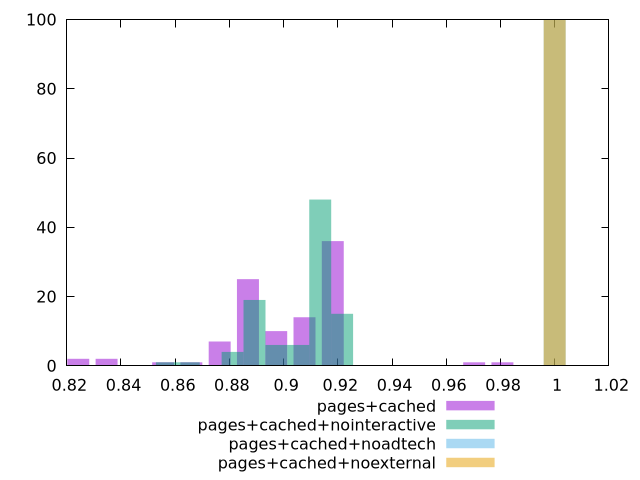 100
80
60
40
20
0
0.82 0.84 0.86 0.88 0.9 0.92 0.94 0.96 0.98 1 1.02
pages+cached
pages+cached+nointeractive
pages+cached+noadtech
pages+cached+noexternal